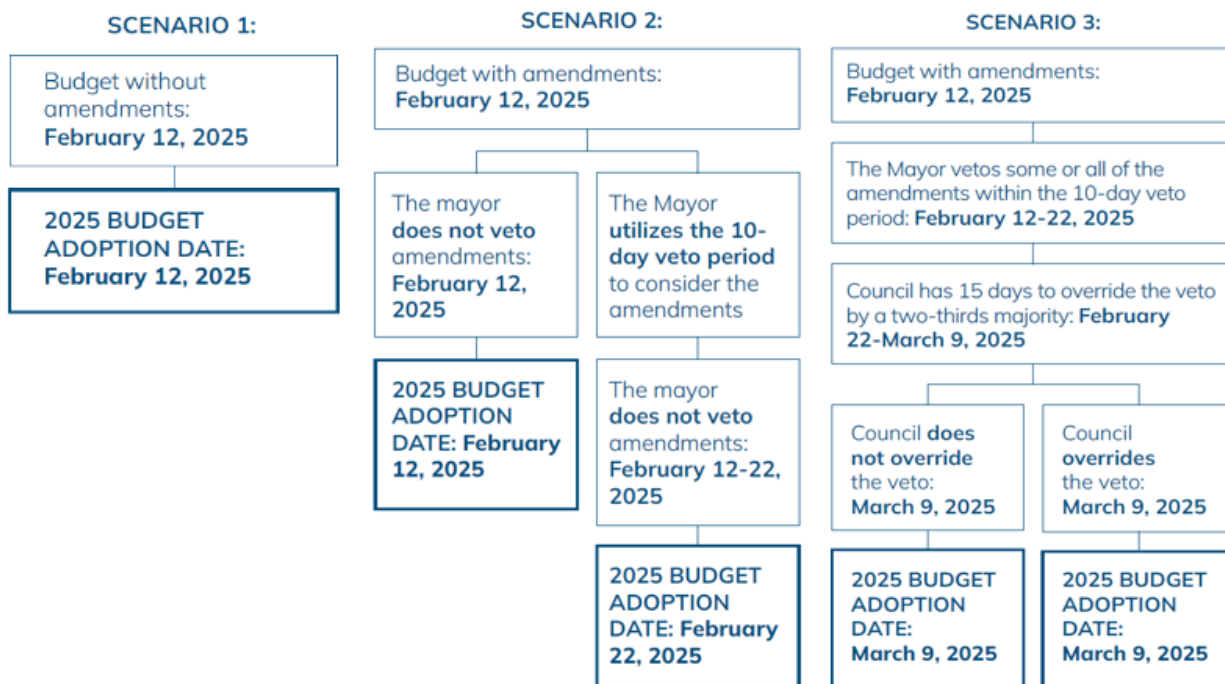 SCENARIO 1:
Budget without
amendments:
February 12, 2025
2025 BUDGET
ADOPTION DATE:
February 12, 2025
SCENARIO 2:
Budget with amendments:
February 12, 2025
The mayor
does not veto
amendments:
February 12,
2025
2025 BUDGET
ADOPTION
DATE: February
12, 2025
The Mayor
utilizes the 10-
day veto period
to consider the
amendments
The mayor
does not veto
amendments:
February 12-22,
2025
2025 BUDGET
ADOPTION
DATE: February
22, 2025
SCENARIO 3:
Budget with amendments:
February 12, 2025
The Mayor vetos some or all of the
amendments within the 10-day veto
period: February 12-22, 2025
Council has 15 days to override the veto
by a two-thirds majority: February
22-March 9, 2025
Council does
not override
the veto:
March 9, 2025
2025 BUDGET
ADOPTION
DATE:
March 9, 2025
Council
overrides
the veto:
March 9, 2025
2025 BUDGET
ADOPTION
DATE:
March 9, 2025